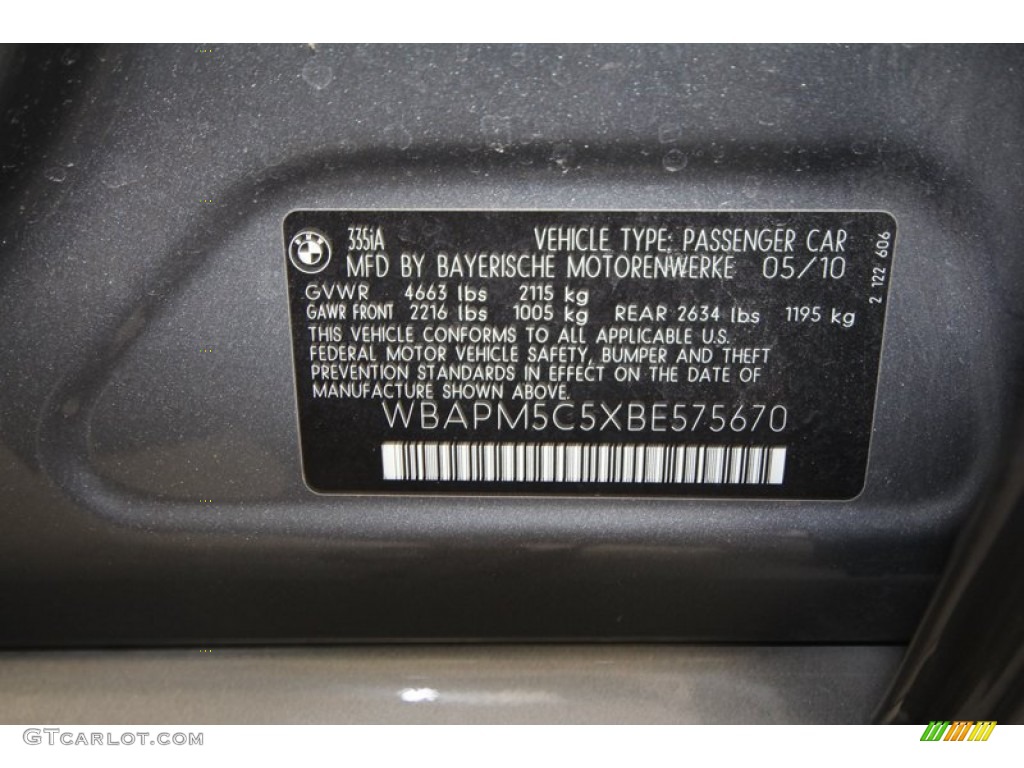 335iA VEHICLE TYPE: PASSENGER CAR
MFD BY BAYERISCHE MOTORENWERKE 05/10
GVWR 4663 lbs 2115 kg
GAWR FRONT 2216 lbs 1005 kg REAR 2634 lbs 1195 kg
THIS VEHICLE CONFORMS TO ALL APPLICABLE U.S.
FEDERAL MOTOR VEHICLE SAFETY, BUMPER AND THEFT
PREVENTION STANDARDS IN EFFECT ON THE DATE OF
MANUFACTURE SHOWN ABOVE.
WBAPM5C5XBE575670
2 122 606
BMW
GTCARLOT.COM